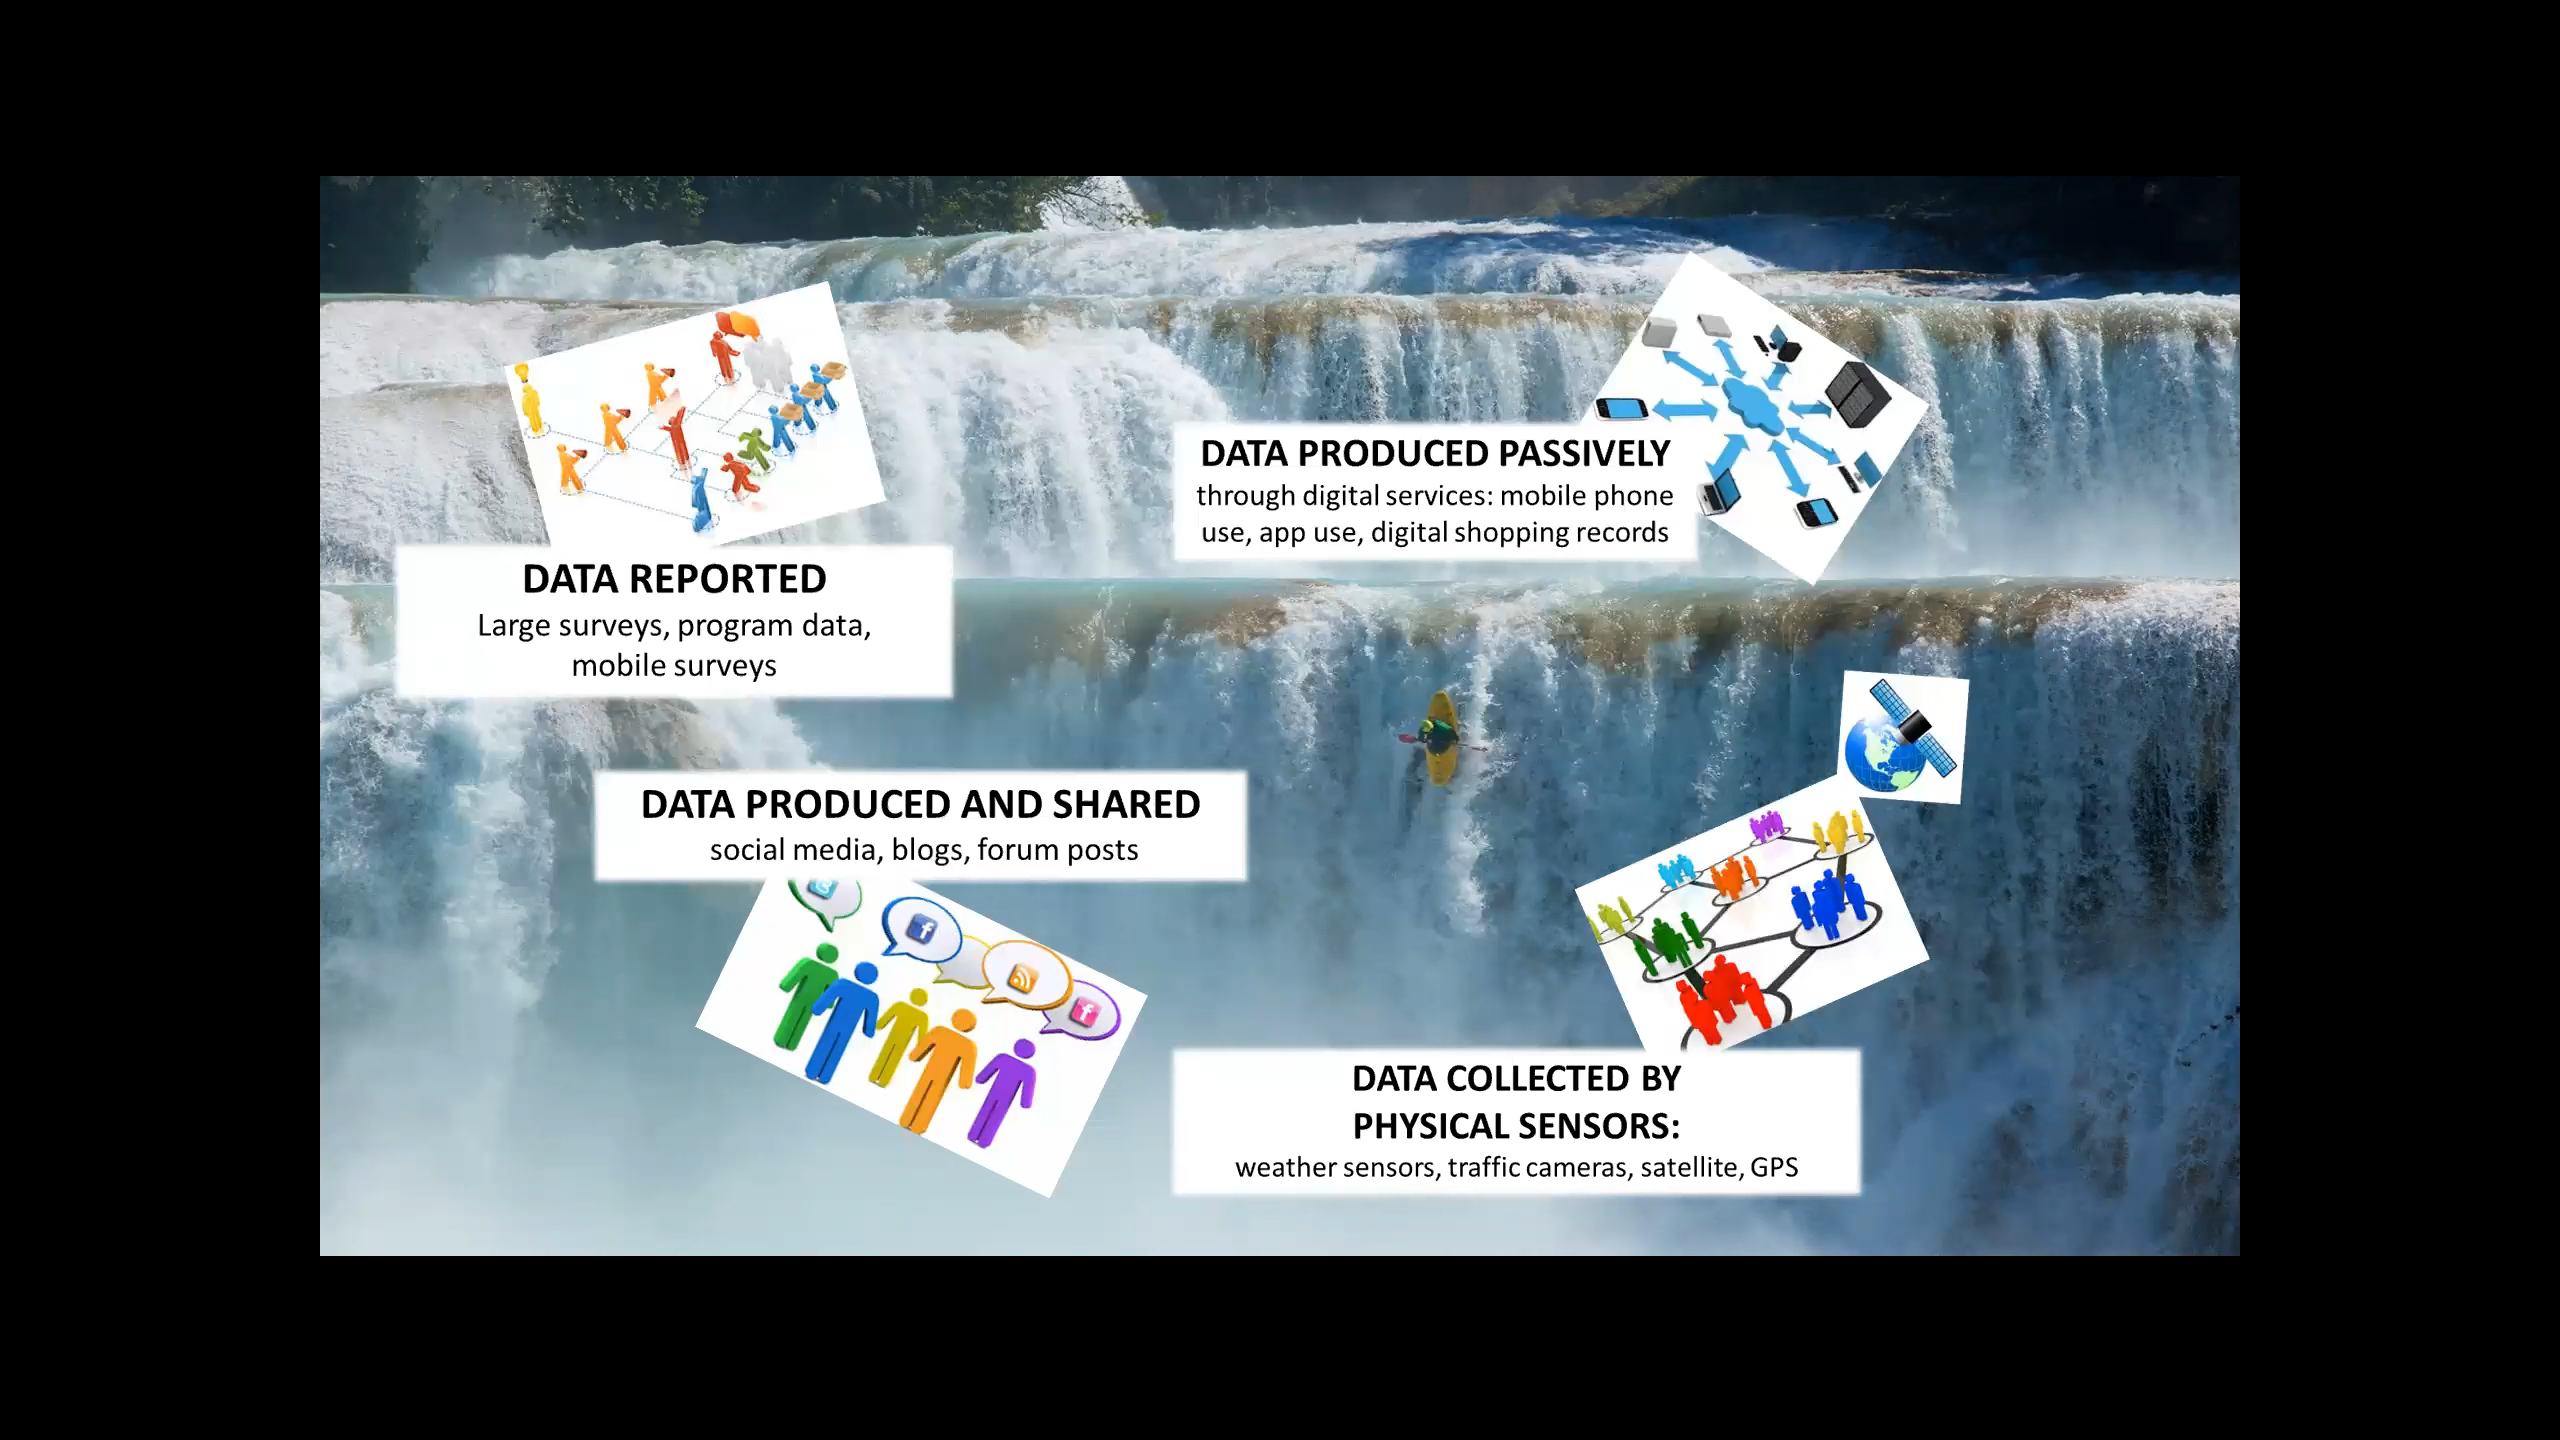 DATA REPORTED
Large surveys, program data,
mobile surveys
DATA PRODUCED PASSIVELY
through digital services: mobile phone
use, app use, digital shopping records
DATA PRODUCED AND SHARED
social media, blogs, forum posts
DATA COLLECTED BY
PHYSICAL SENSORS:
weather sensors, traffic cameras, satellite, GPS